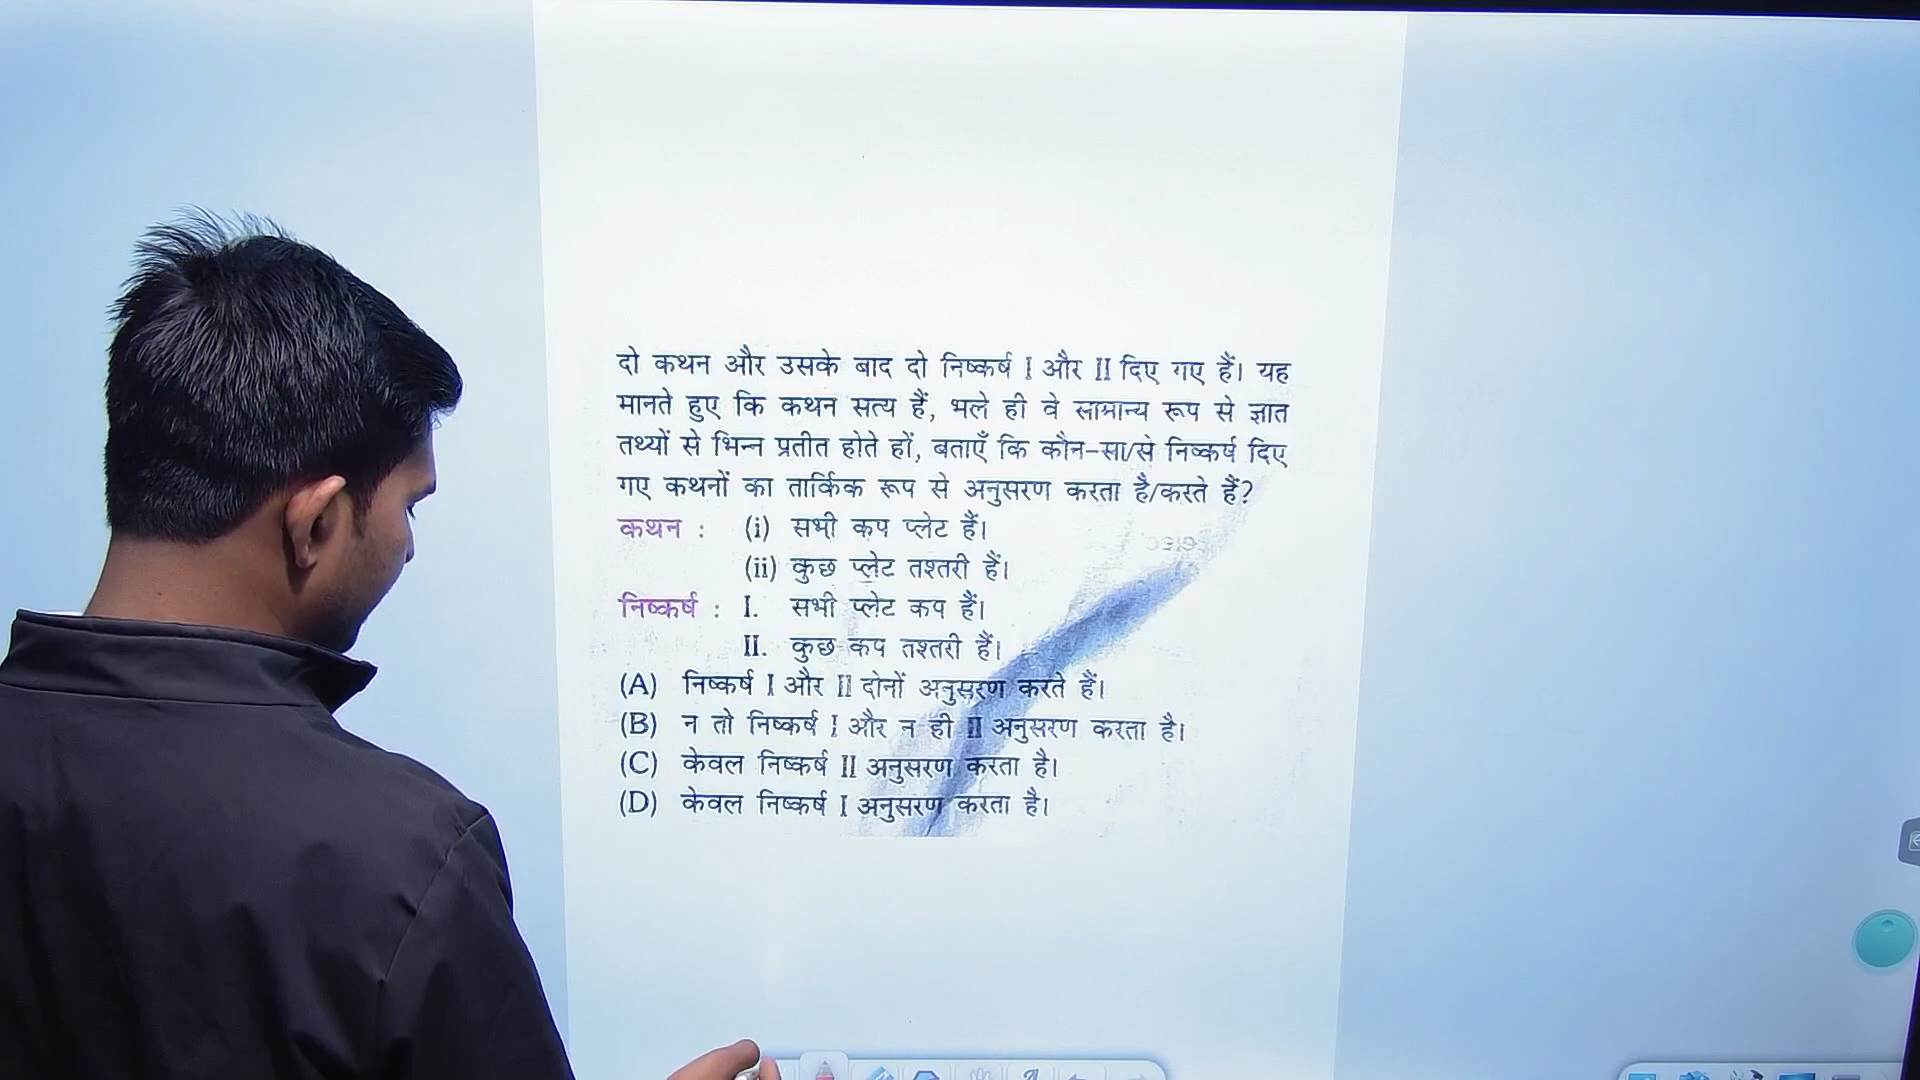 दो कथन और उसके बाद दो निष्कर्ष I और II दिए गए हैं। यह
मानते हुए कि कथन सत्य हैं, भले ही वे सामान्य रूप से ज्ञात
तथ्यों से भिन्न प्रतीत होते हों, बताएँ कि कौन-सा/से निष्कर्ष दिए
गए कथनों का तार्किक रूप से अनुसरण करता है/करते हैं?
कथन : (i) सभी कप प्लेट हैं।
(ii) कुछ प्लेट तश्तरी हैं।
निष्कर्ष : I. सभी प्लेट कप हैं।
II. कुछ कप तश्तरी हैं।
(A) निष्कर्ष I और II दोनों अनुसरण करते हैं।
(B) न तो निष्कर्ष I और न ही II अनुसरण करता है।
(C) केवल निष्कर्ष II अनुसरण करता है।
(D) केवल निष्कर्ष I अनुसरण करता है।